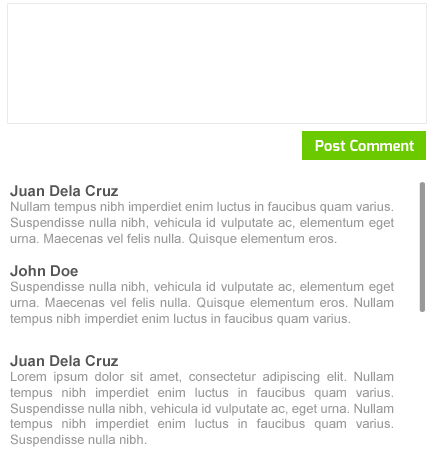 Post Comment
Juan Dela Cruz
Nullam tempus nibh imperdiet enim luctus in faucibus quam varius.
Suspendisse nulla nibh, vehicula id vulputate ac, elementum eget
urna. Maecenas vel felis nulla. Quisque elementum eros.
John Doe
Suspendisse nulla nibh, vehicula id vulputate ac, elementum eget
urna. Maecenas vel felis nulla. Quisque elementum eros. Nullam
tempus nibh imperdiet enim luctus in faucibus quam varius.
Juan Dela Cruz
Lorem ipsum dolor sit amet, consectetur adipiscing elit. Nullam
tempus nibh imperdiet enim luctus in faucibus quam varius.
Suspendisse nulla nibh, vehicula id vulputate ac, eget urna. Nullam
tempus nibh imperdiet enim luctus in faucibus quam varius.
Suspendisse nulla nibh.